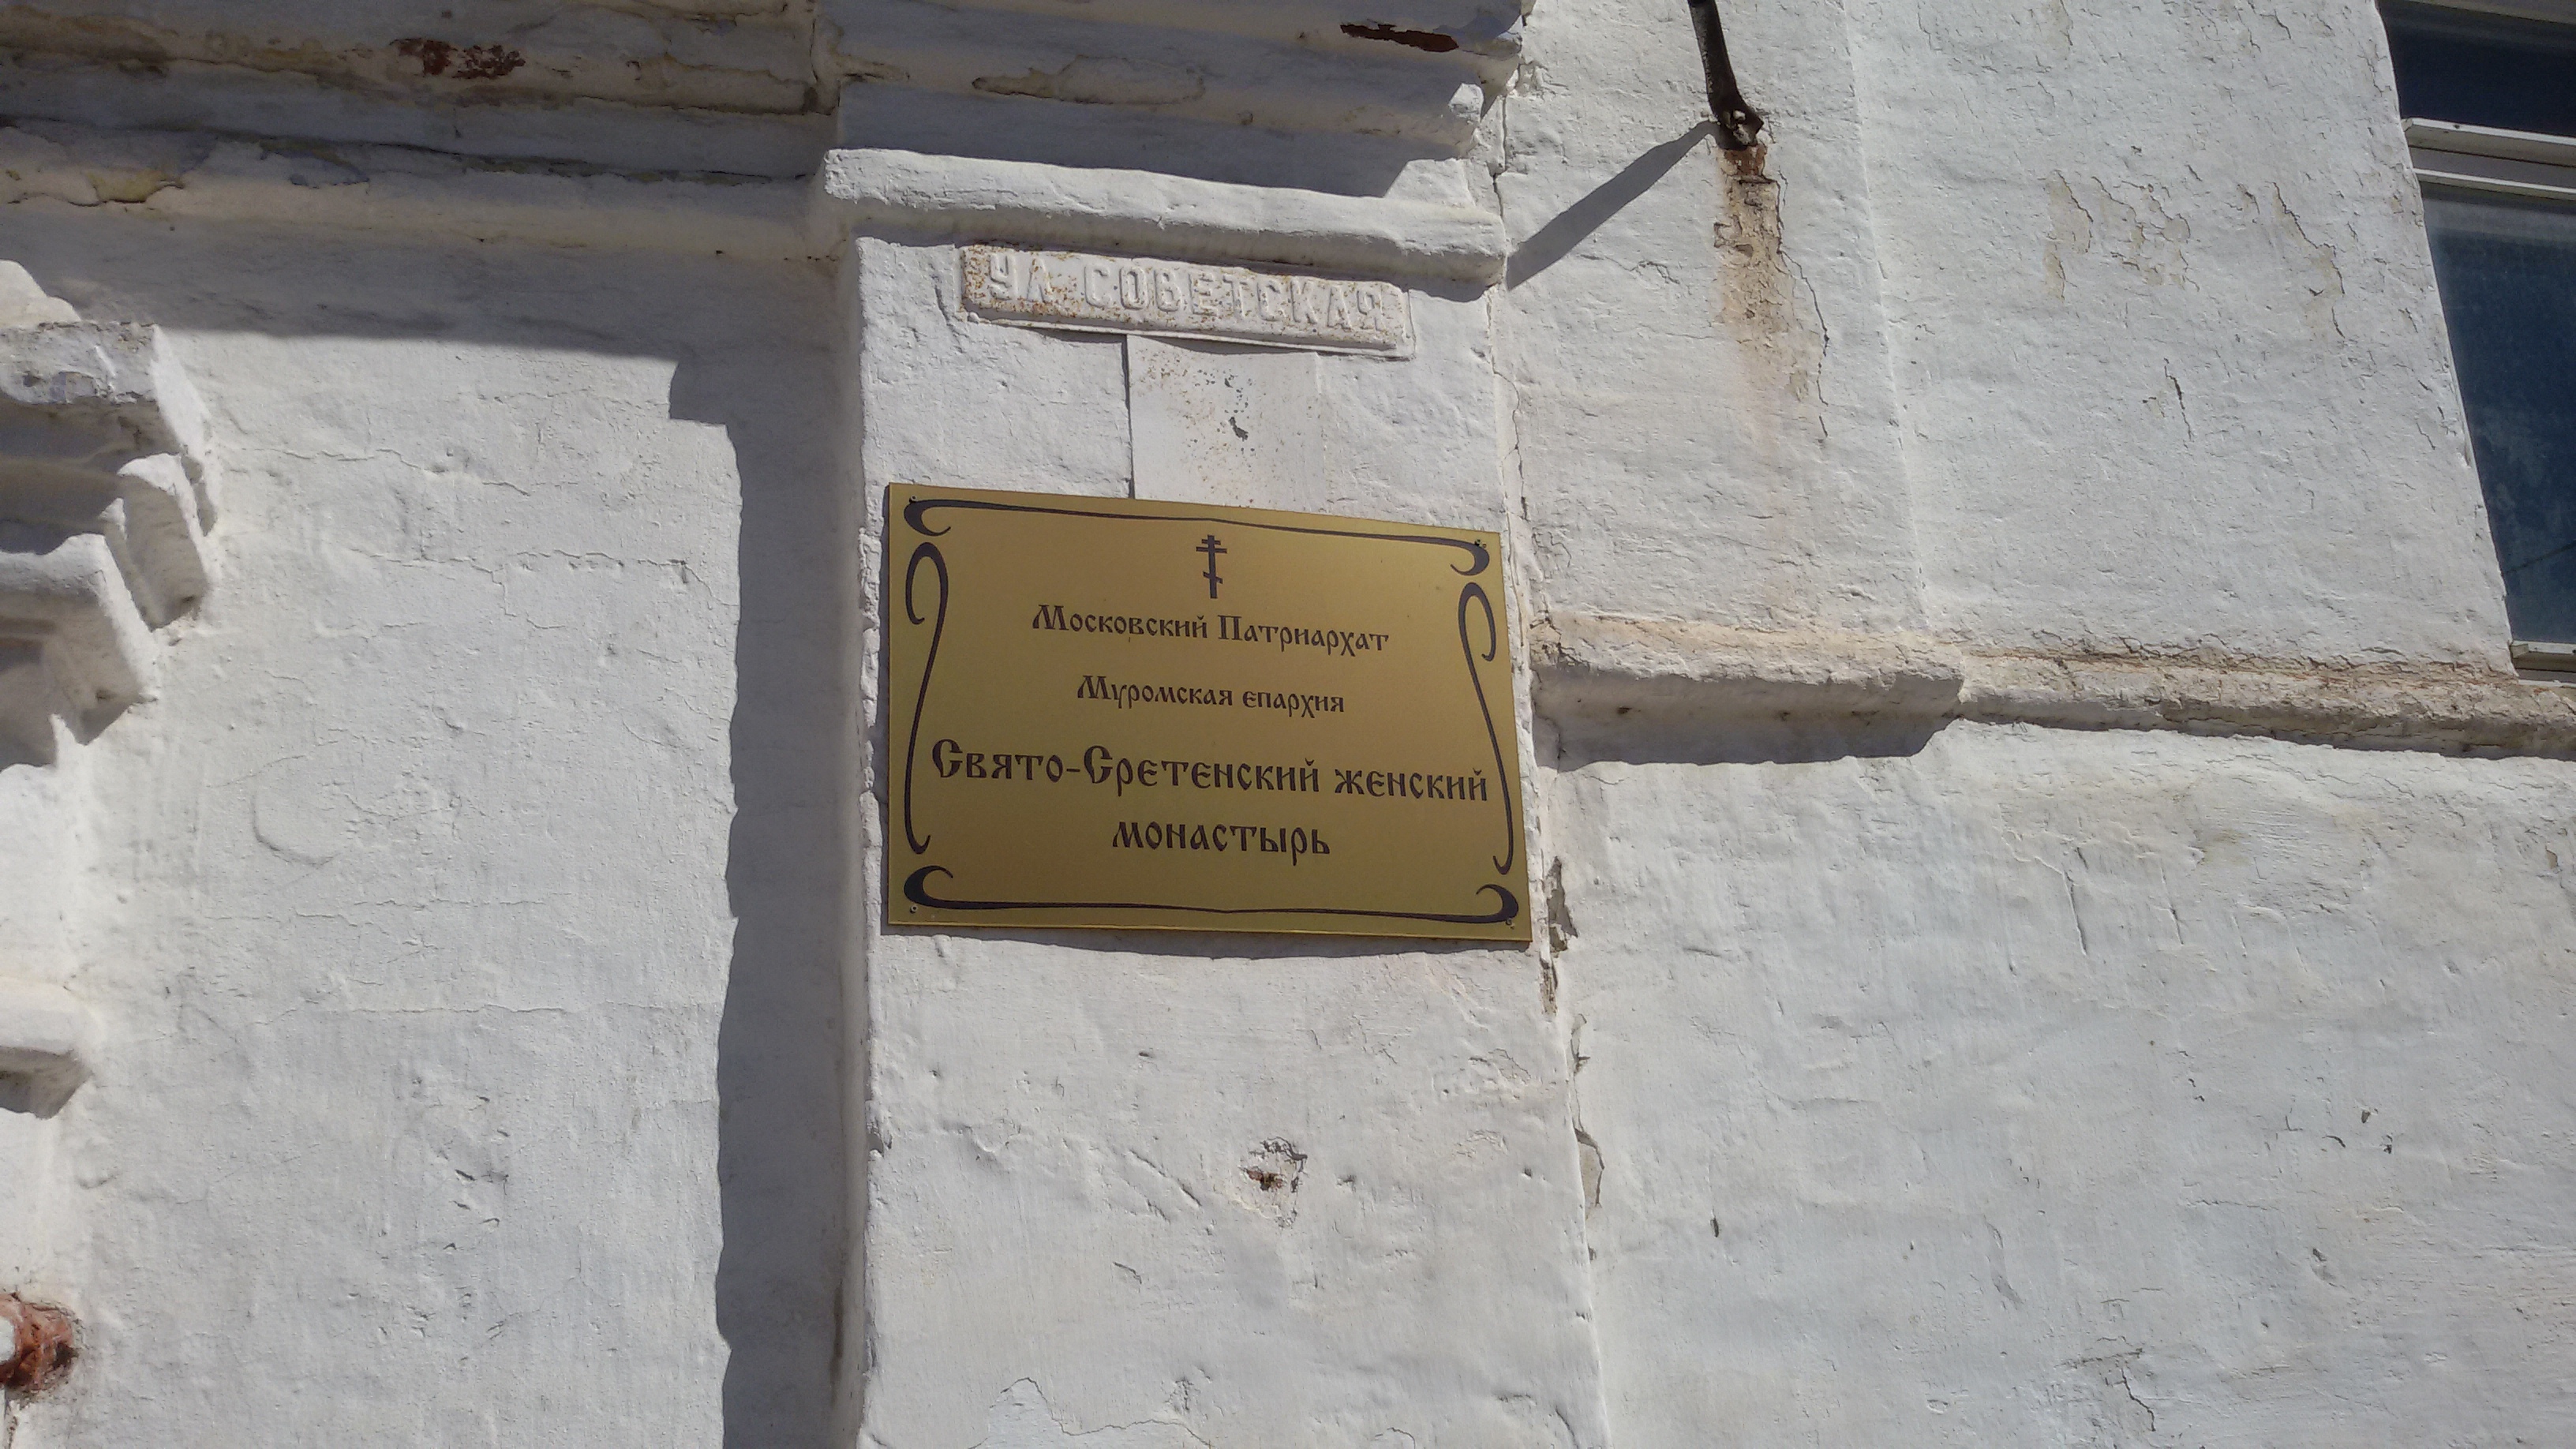 УЛ СОВЕТСКАЯ
Московский Патриархат
Муромская епархия
Свято-Сретенский женский
монастырь